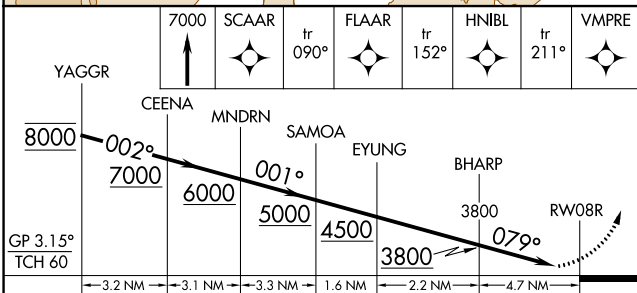 7000 SCAAR tr 090° FLAAR tr 152° HNIBL tr 211° VMPRE
YAGGR
CEENA
MNDRN
SAMOA
EYUNG
BHARP
RW08R
8000
002°
7000
6000
001°
5000
4500
3800
3800
079°
GP 3.15°
TCH 60
3.2 NM 3.1 NM 3.3 NM 1.6 NM 2.2 NM 4.7 NM